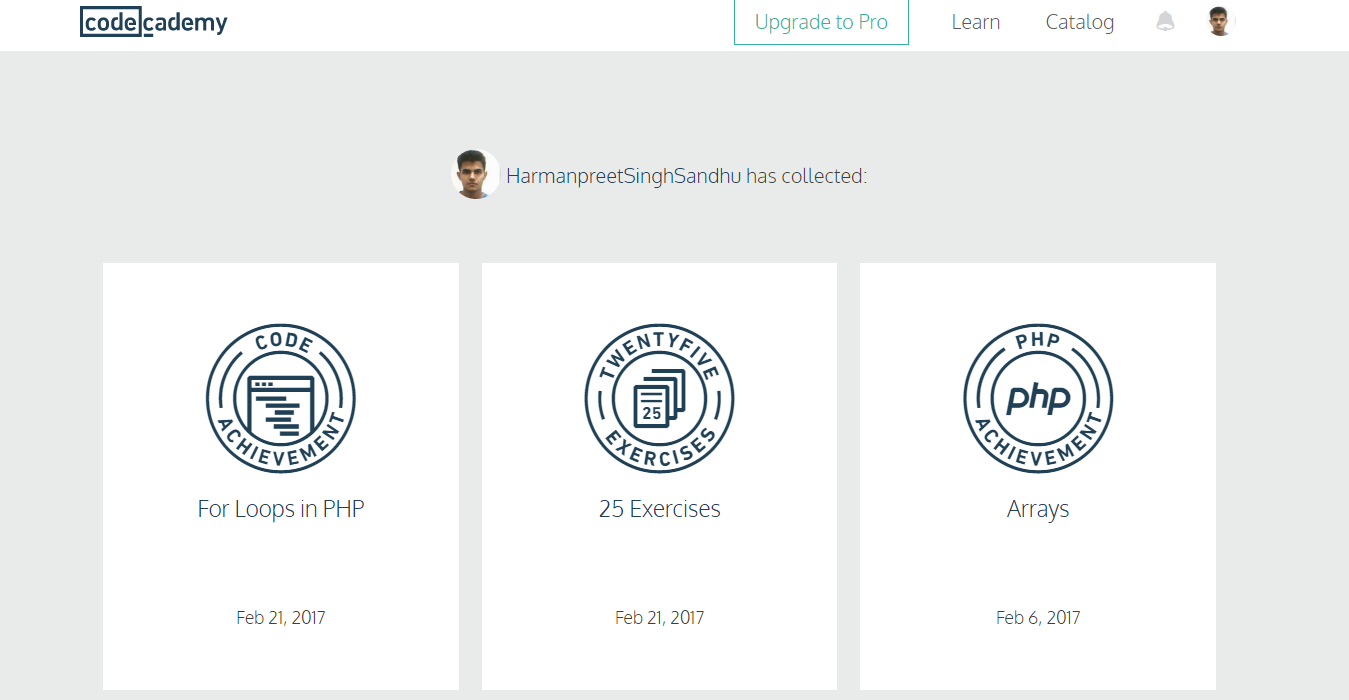 codecademy
Upgrade to Pro
Learn
Catalog
HarmanpreetSinghSandhu has collected:
CODE
ACHIEVEMENT
For Loops in PHP
Feb 21, 2017
TWENTYFIVE
25
EXERCISES
25 Exercises
Feb 21, 2017
PHP
php
ACHIEVEMENT
Arrays
Feb 6, 2017